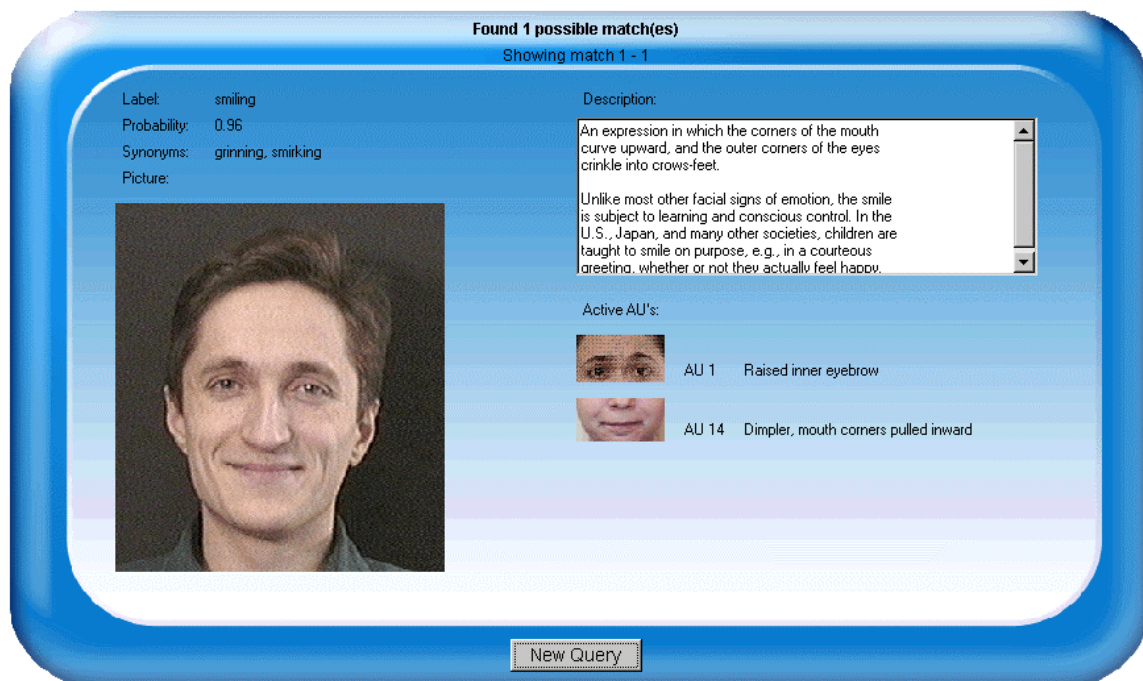 Found 1 possible match(es)
Showing match 1 - 1
Label: smiling
Probability: 0.96
Synonyms: grinning, smirking
Picture:
Description:
An expression in which the corners of the mouth
curve upward, and the outer corners of the eyes
crinkle into crows-feet.
Unlike most other facial signs of emotion, the smile
is subject to learning and conscious control. In the
U.S., Japan, and many other societies, children are
taught to smile on purpose, e.g., in a courteous
greeting, whether or not they actually feel happy.
Active AU's:
AU 1 Raised inner eyebrow
AU 14 Dimpler, mouth corners pulled inward
New Query